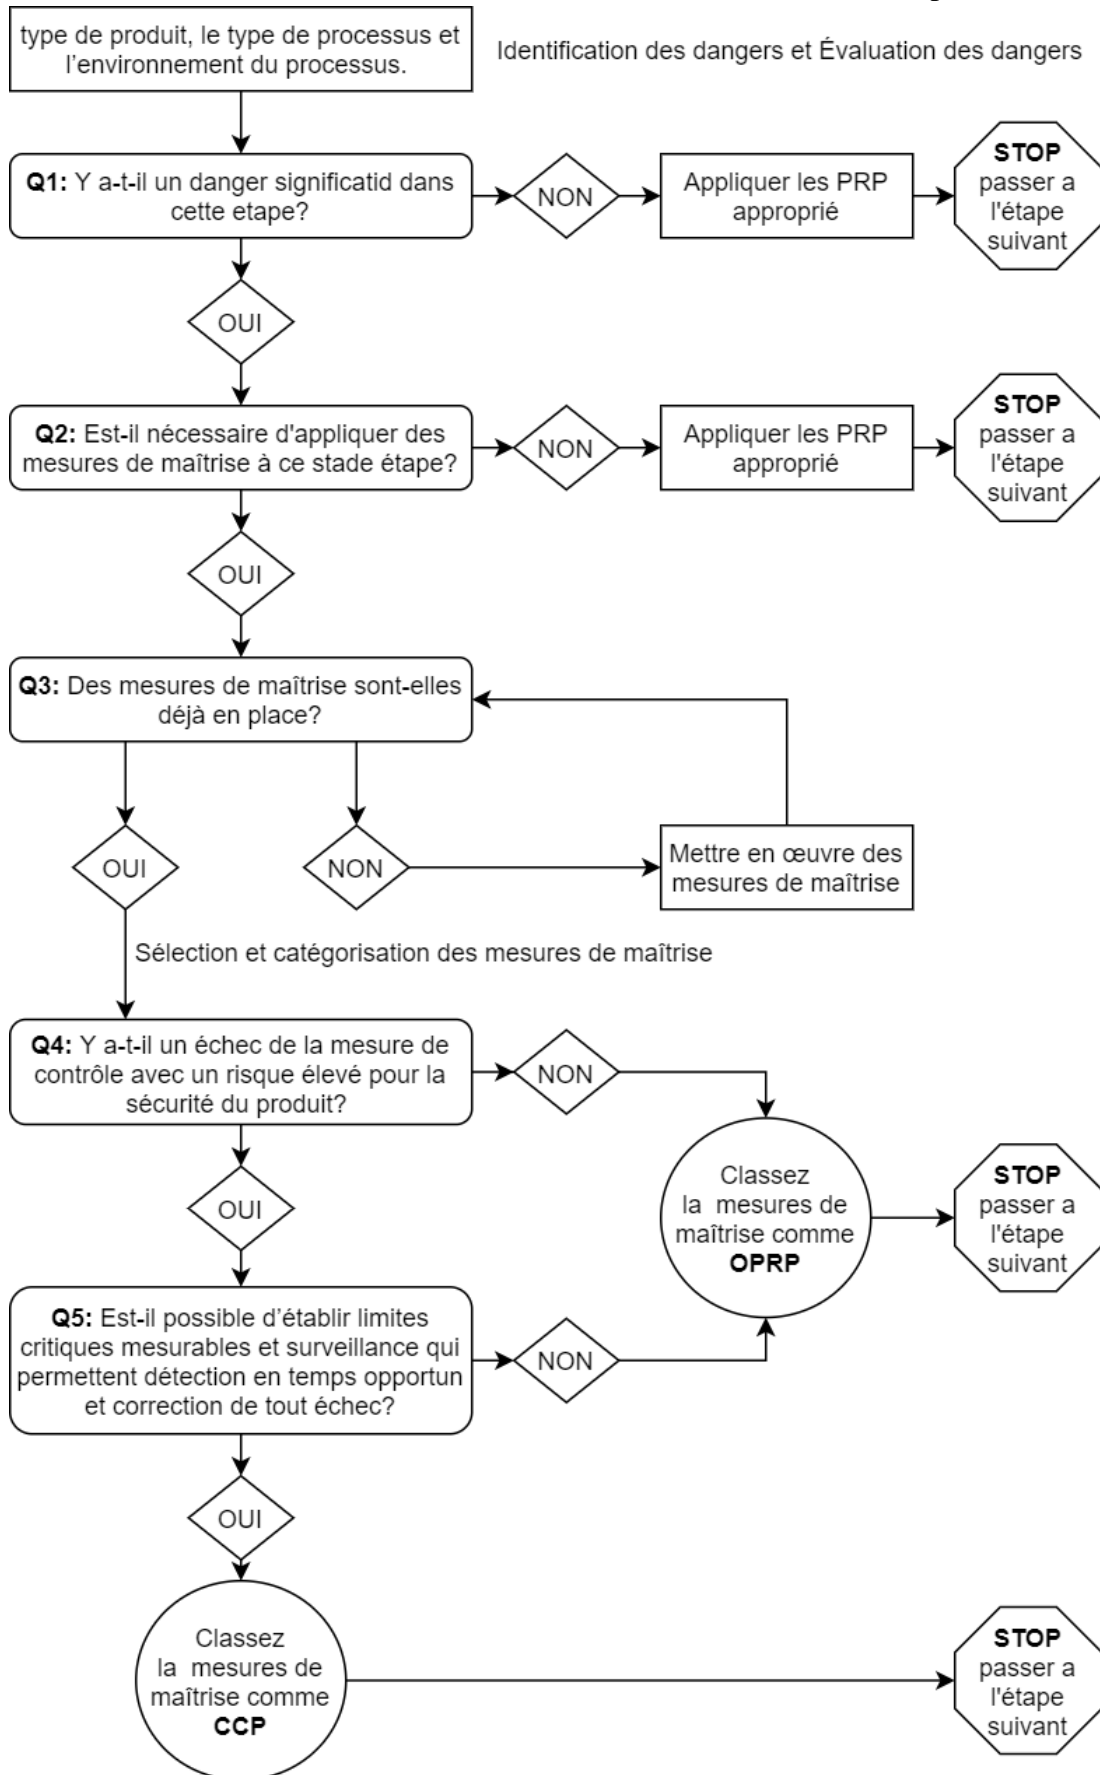 type de produit, le type de processus et
l'environnement du processus.
Identification des dangers et Évaluation des dangers
Q1: Y a-t-il un danger significatid dans
cette etape?
NON
Appliquer les PRP
approprié
STOP
passer a
l'étape
suivant
OUI
Q2: Est-il nécessaire d'appliquer des
mesures de maîtrise à ce stade étape?
NON
Appliquer les PRP
approprié
STOP
passer a
l'étape
suivant
OUI
Q3: Des mesures de maîtrise sont-elles
déjà en place?
OUI
NON
Mettre en œuvre des
mesures de maîtrise
Sélection et catégorisation des mesures de maîtrise
Q4: Y a-t-il un échec de la mesure de
contrôle avec un risque élevé pour la
sécurité du produit?
NON
OUI
Classez
la mesures de
maîtrise comme
OPRP
STOP
passer a
l'étape
suivant
Q5: Est-il possible d'établir limites
critiques mesurables et surveillance qui
permettent détection en temps opportun
et correction de tout échec?
NON
OUI
Classez
la mesures de
maîtrise comme
CCP
STOP
passer a
l'étape
suivant